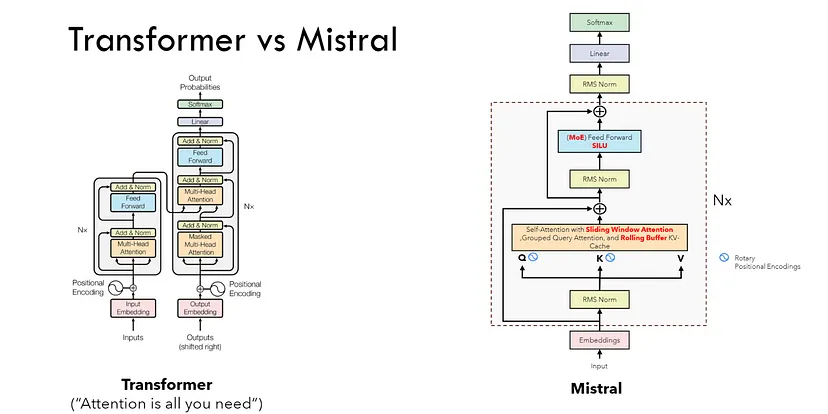 Transformer vs Mistral
Output
Probabilities
Softmax
Linear
Add & Norm
Feed
Forward
Add & Norm
Multi-Head
Attention
Add & Norm
Masked
Multi-Head
Attention
Nx
Add & Norm
Feed
Forward
Add & Norm
Multi-Head
Attention
Nx
Positional
Encoding
Positional
Encoding
Input
Embedding
Output
Embedding
Inputs
Outputs
(shifted right)
Transformer
("Attention is all you need")
Softmax
Linear
RMS Norm
(MoE) Feed Forward
SILU
RMS Norm
Nx
Self-Attention with Sliding Window Attention
,Grouped Query Attention, and Rolling Buffer KV-
Cache
Q K V
Rotary
Positional Encodings
RMS Norm
Embeddings
Input
Mistral